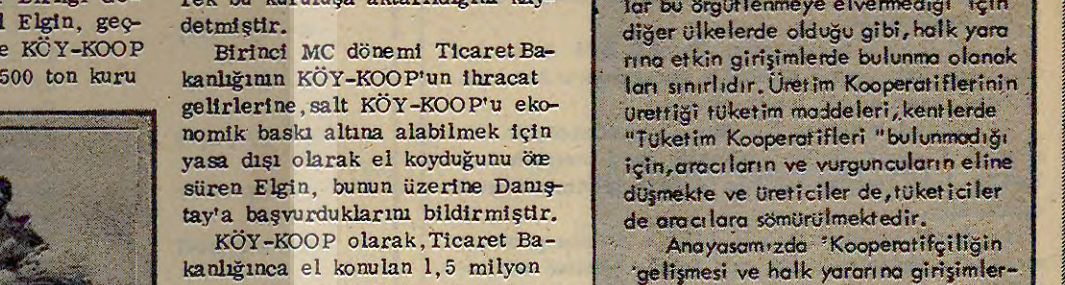 l Elgin, geç-
e KÖY-KOOP
500 ton kuru
detmiştir.
Birinci MC dönemi Ticaret Ba-
kanlığının KÖY-KOOP'un ihracat
gelirlerine, salt KÖY-KOOP'u eko-
nomik baskı altına alabilmek için
yasa dışı olarak el koyduğunu öne
süren Elgin, bunun üzerine Danış-
tay'a başvurduklarını bildirmiştir.
KÖY-KOOP olarak, Ticaret Ba-
kanlığınca el konulan 1,5 milyon
lar bu örgütlenmeye elvermediği için
diğer ülkelerde olduğu gibi, halk yara
rına etkin girişimlerde bulunma olanak
ları sınırlıdır. Üretim Kooperatiflerinin
ürettiği tüketim maddeleri, kentlerde
"Tüketim Kooperatifleri "bulunmadığı
için, aracıların ve vurguncuların eline
düşmekte ve üreticiler de, tüketiciler
de aracılara sömürülmektedir.
Anayasamızda "Kooperatifçiliğin
gelişmesi ve halk yararına girişimler-